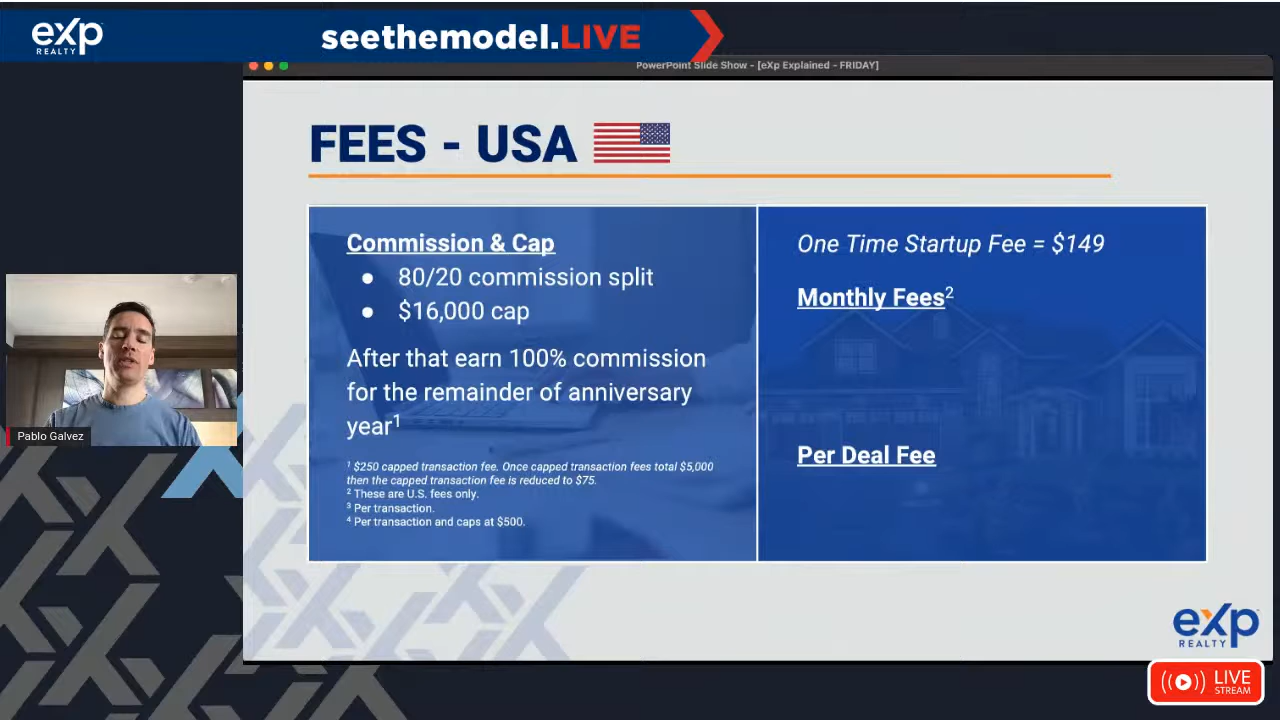 eXp
REALTY
seethemodel.LIVE
PowerPoint Slide Show - [eXp Explained - FRIDAY]
FEES - USA
Commission & Cap
● 80/20 commission split
● $16,000 cap
After that earn 100% commission
for the remainder of anniversary
year¹
¹ $250 capped transaction fee. Once capped transaction fees total $5,000
then the capped transaction fee is reduced to $75.
² These are U.S. fees only.
³ Per transaction.
⁴ Per transaction and caps at $500.
One Time Startup Fee = $149
Monthly Fees²
Per Deal Fee
Pablo Galvez
eXp
REALTY
LIVE
STREAM